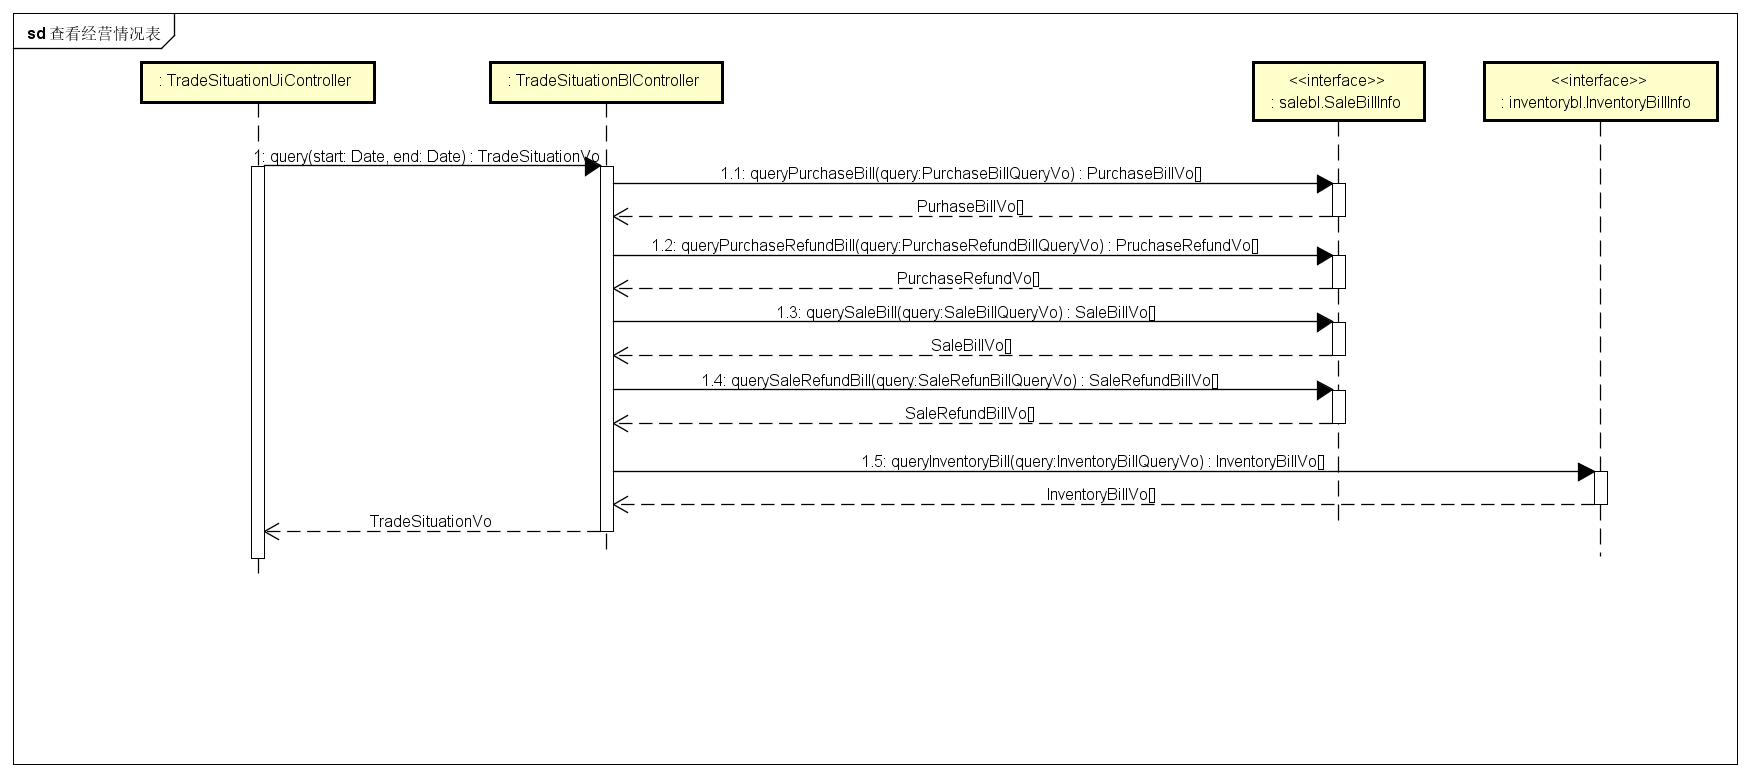 sd 查看经营情况表
: TradeSituationUiController
: TradeSituationBlController
<<interface>>
: salebl.SaleBillInfo
<<interface>>
: inventorybl.InventoryBillInfo
1: query(start: Date, end: Date) : TradeSituationVo
1.1: queryPurchaseBill(query:PurchaseBillQueryVo) : PurchaseBillVo[]
PurhaseBillVo[]
1.2: queryPurchaseRefundBill(query:PurchaseRefundBillQueryVo) : PruchaseRefundVo[]
PurchaseRefundVo[]
1.3: querySaleBill(query:SaleBillQueryVo) : SaleBillVo[]
SaleBillVo[]
1.4: querySaleRefundBill(query:SaleRefunBillQueryVo) : SaleRefundBillVo[]
SaleRefundBillVo[]
1.5: queryInventoryBill(query:InventoryBillQueryVo) : InventoryBillVo[]
InventoryBillVo[]
TradeSituationVo